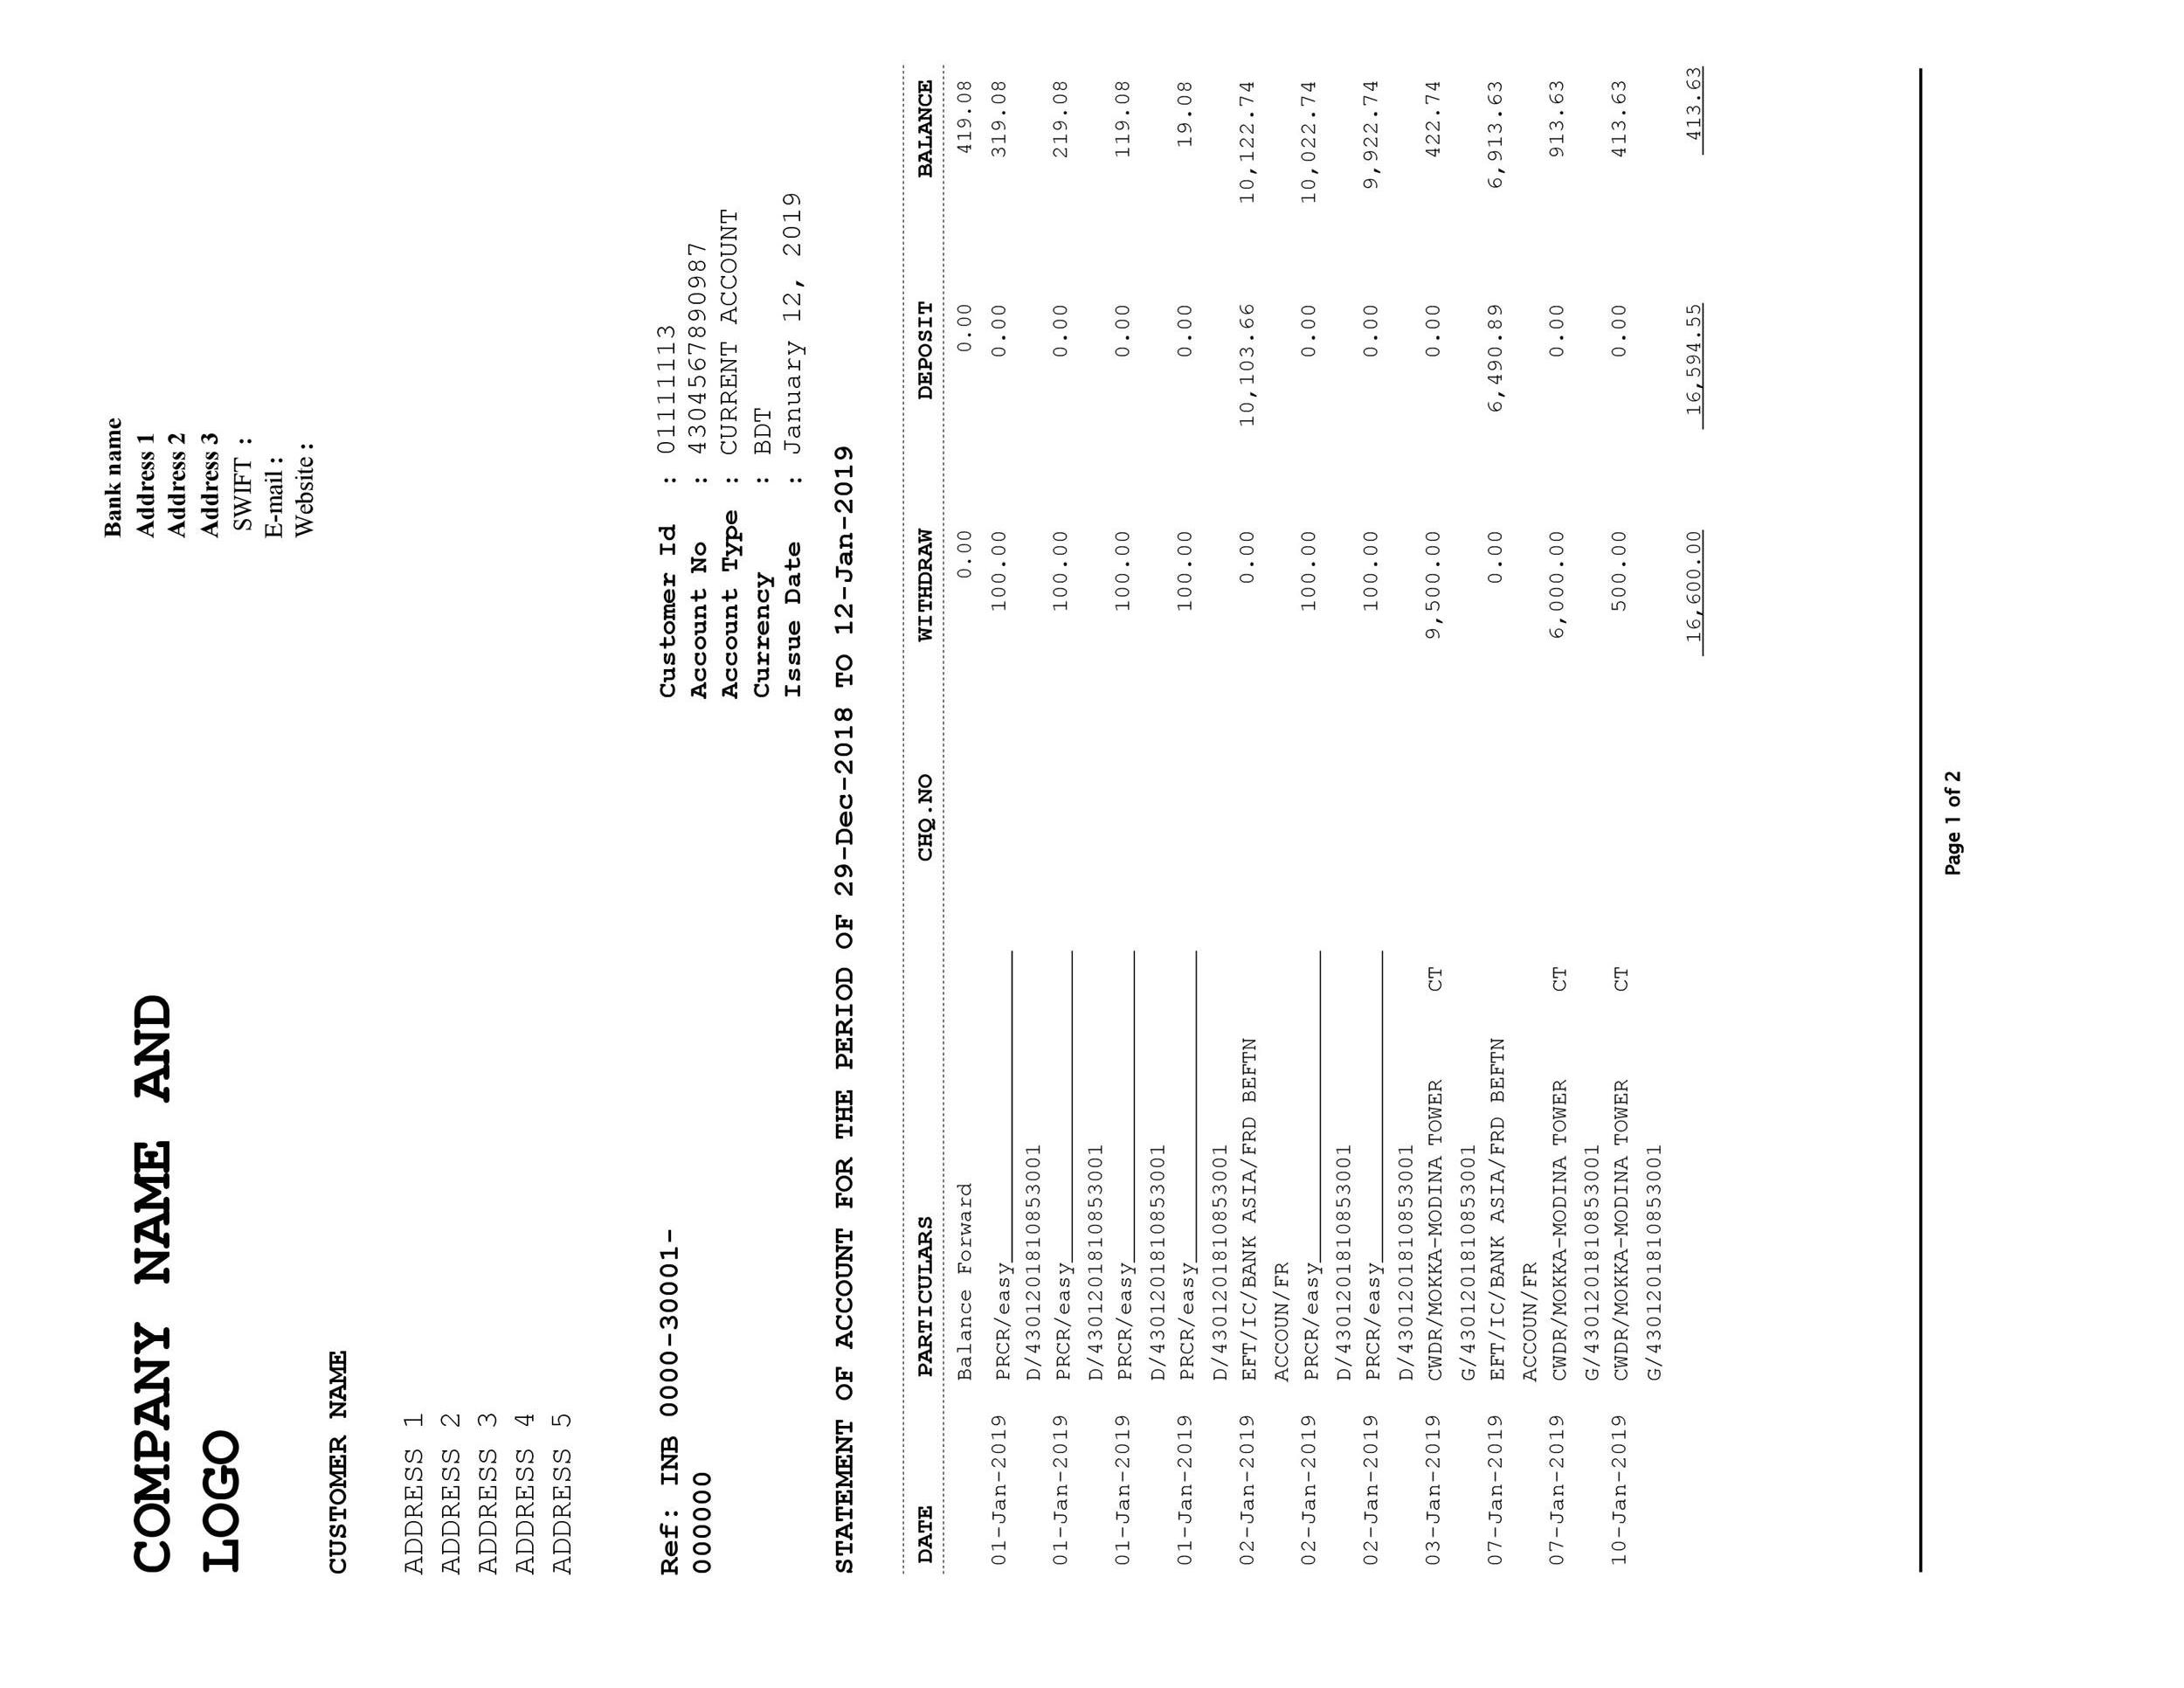 COMPANY NAME AND
LOGO
Bank name
Address 1
Address 2
Address 3
SWIFT :
E-mail :
Website :
CUSTOMER NAME
ADDRESS 1
ADDRESS 2
ADDRESS 3
ADDRESS 4
ADDRESS 5
Ref: INB 0000-30001-
000000
Customer Id : 01111113
Account No : 4304567890987
Account Type : CURRENT ACCOUNT
Currency : BDT
Issue Date : January 12, 2019
STATEMENT OF ACCOUNT FOR THE PERIOD OF 29-Dec-2018 TO 12-Jan-2019
DATE PARTICULARS CHQ.NO WITHDRAW DEPOSIT BALANCE
Balance Forward 0.00 0.00 419.08
01-Jan-2019 PRCR/easy 100.00 0.00 319.08
D/4301201810853001
01-Jan-2019 PRCR/easy 100.00 0.00 219.08
D/4301201810853001
01-Jan-2019 PRCR/easy 100.00 0.00 119.08
D/4301201810853001
01-Jan-2019 PRCR/easy 100.00 0.00 19.08
D/4301201810853001
02-Jan-2019 EFT/IC/BANK ASIA/FRD BEFTN 0.00 10,103.66 10,122.74
ACCOUN/FR
02-Jan-2019 PRCR/easy 100.00 0.00 10,022.74
D/4301201810853001
02-Jan-2019 PRCR/easy 100.00 0.00 9,922.74
D/4301201810853001
03-Jan-2019 CWDR/MOKKA-MODINA TOWER CT 9,500.00 0.00 422.74
G/4301201810853001
07-Jan-2019 EFT/IC/BANK ASIA/FRD BEFTN 0.00 6,490.89 6,913.63
ACCOUN/FR
07-Jan-2019 CWDR/MOKKA-MODINA TOWER CT 6,000.00 0.00 913.63
G/4301201810853001
10-Jan-2019 CWDR/MOKKA-MODINA TOWER CT 500.00 0.00 413.63
G/4301201810853001
16,600.00 16,594.55 413.63
Page 1 of 2